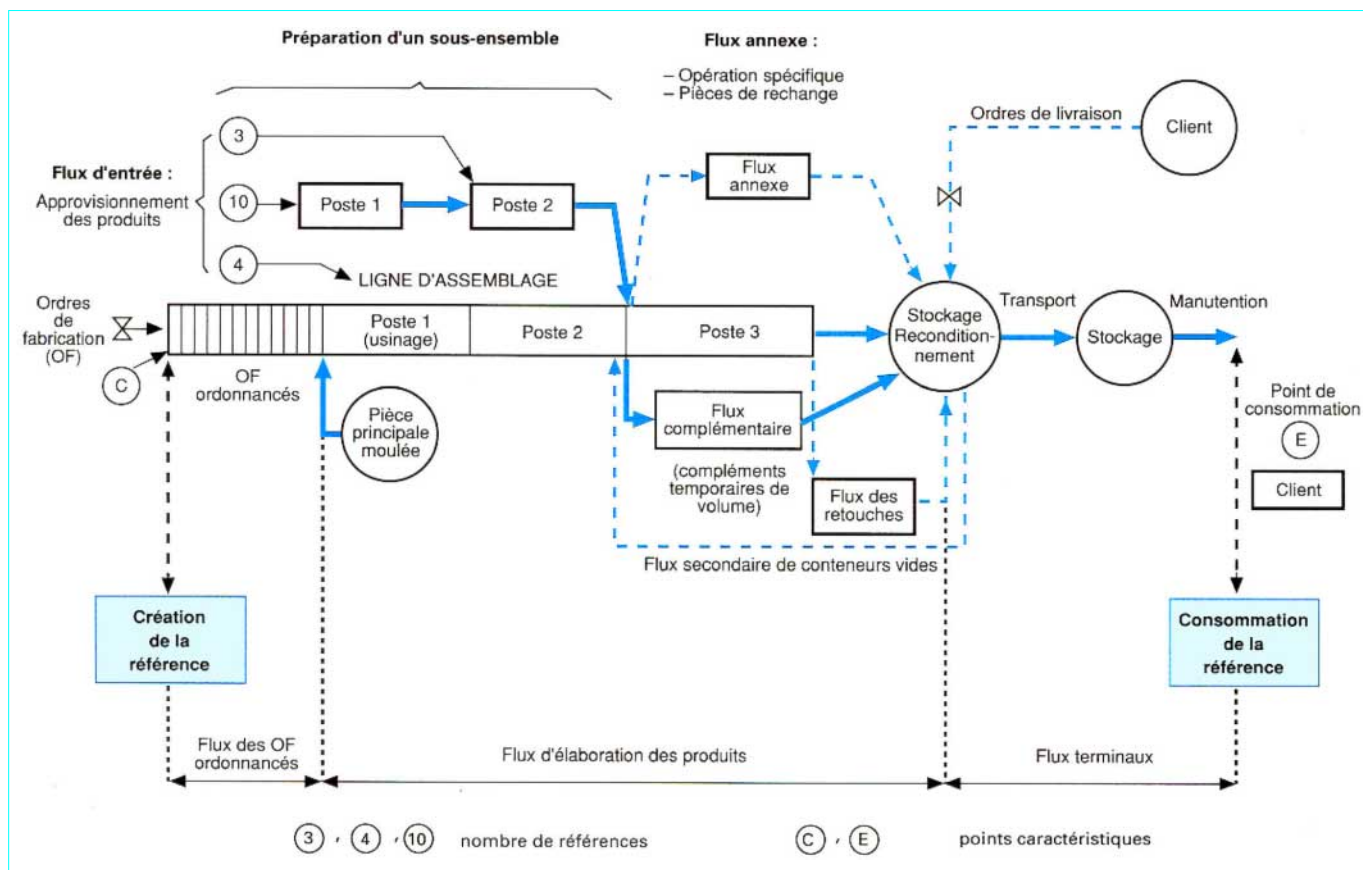 Préparation d'un sous-ensemble
Flux annexe :
– Opération spécifique
– Pièces de rechange
Ordres de livraison
Client
3
Flux d'entrée :
Approvisionnement
des produits
10
Poste 1
Poste 2
Flux
annexe
4
LIGNE D'ASSEMBLAGE
Ordres
de
fabrication
(OF)
Poste 1
(usinage)
Poste 2
Poste 3
Stockage
Recondition-
nement
Transport
Stockage
Manutention
C
OF
ordonnancés
Pièce
principale
moulée
Flux
complémentaire
(compléments
temporaires de
volume)
Flux des
retouches
Point de
consommation
E
Client
Flux secondaire de conteneurs vides
Création
de la
référence
Consommation
de la
référence
Flux des OF
ordonnancés
Flux d'élaboration des produits
Flux terminaux
3 , 4 , 10 nombre de références
C , E points caractéristiques